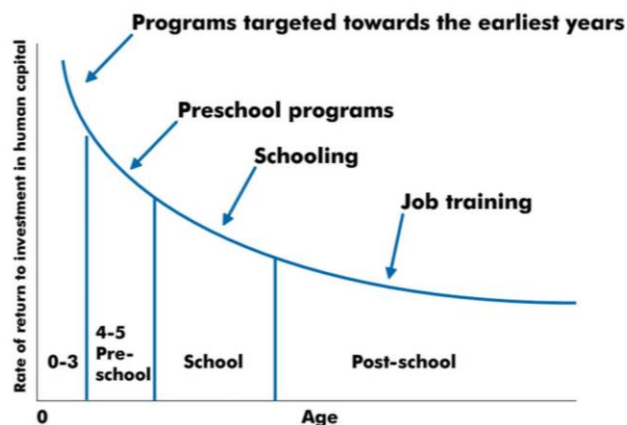 Programs targeted towards the earliest years
Preschool programs
Schooling
Job training
Rate of return to investment in human capital
0-3
4-5
Pre-
school
School
Post-school
0
Age